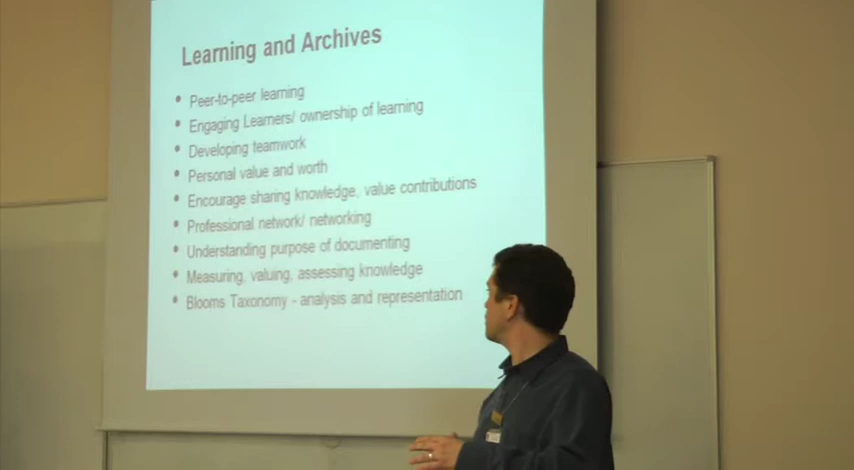 Learning and Archives
• Peer-to-peer learning
• Engaging Learners/ ownership of learning
• Developing teamwork
• Personal value and worth
• Encourage sharing knowledge, value contributions
• Professional network/ networking
• Understanding purpose of documenting
• Measuring, valuing, assessing knowledge
• Blooms Taxonomy - analysis and representation